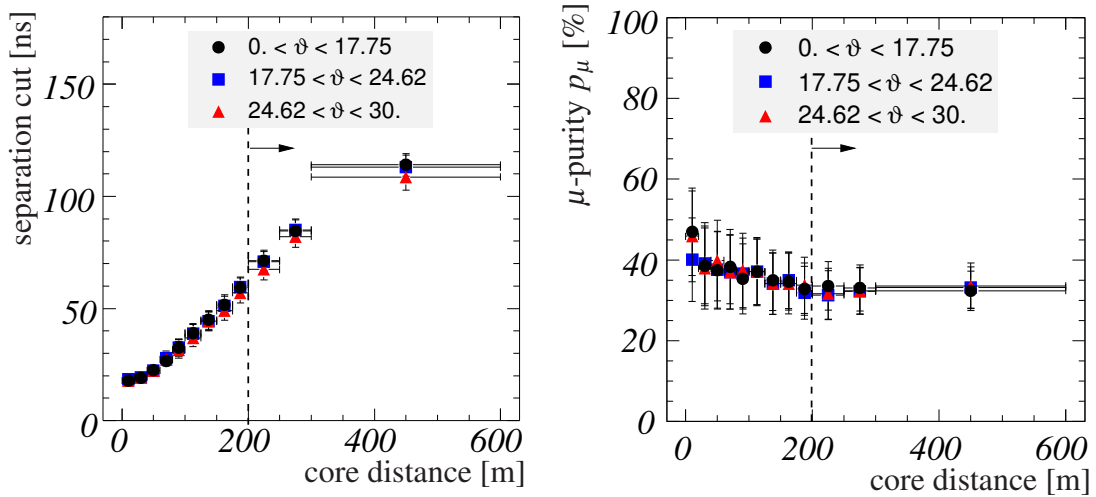 separation cut [ns]
0. < ϑ < 17.75
17.75 < ϑ < 24.62
24.62 < ϑ < 30.
150
100
50
0
0 200 400 600
core distance [m]
μ-purity pμ [%]
0. < ϑ < 17.75
17.75 < ϑ < 24.62
24.62 < ϑ < 30.
100
80
60
40
20
0
0 200 400 600
core distance [m]